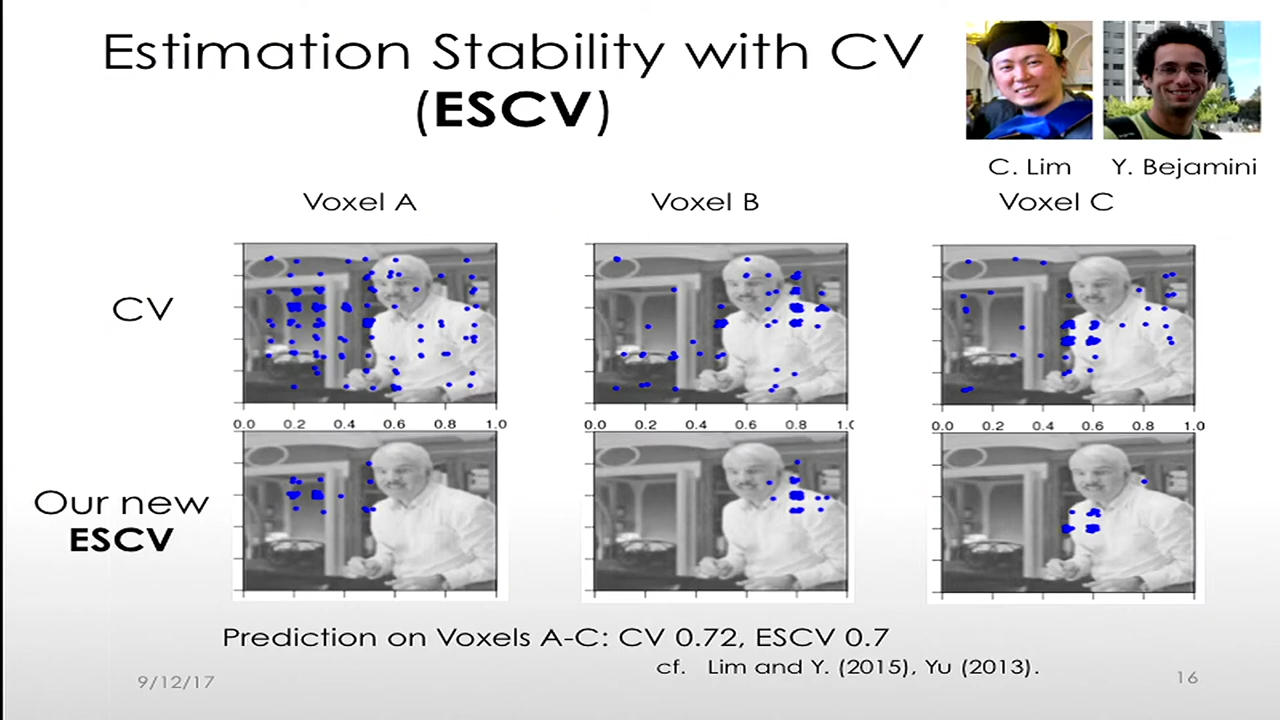 Estimation Stability with CV
(ESCV)
C. Lim
Y. Bejamini
Voxel A
Voxel B
Voxel C
CV
0.0 0.2 0.4 0.6 0.8 1.0
0.0 0.2 0.4 0.6 0.8 1.0
0.0 0.2 0.4 0.6 0.8 1.0
Our new
ESCV
Prediction on Voxels A-C: CV 0.72, ESCV 0.7
cf. Lim and Y. (2015), Yu (2013).
9/12/17
16